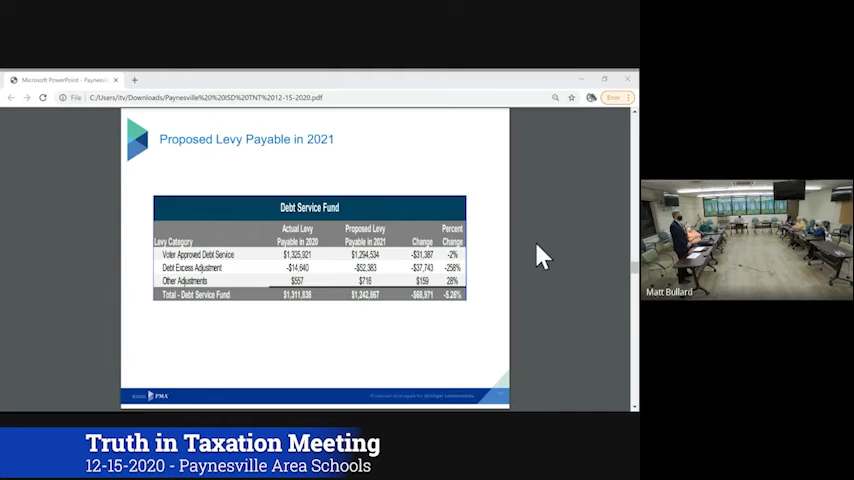 Microsoft PowerPoint - Paynes
File
C:/Users/itv/Downloads/Paynesville%20%20ISD%20TNT%2012-15-2020.pdf
Error
Proposed Levy Payable in 2021
Debt Service Fund
Levy Category
Actual Levy Payable in 2020
Proposed Levy Payable in 2021
Change
Percent Change
Voter Approved Debt Service $1,325,921 $1,294,534 -$31,387 -2%
Debt Excess Adjustment -$14,640 -$52,383 -$37,743 -258%
Other Adjustments $557 $716 $159 28%
Total - Debt Service Fund $1,311,838 $1,242,867 -$68,971 -5.26%
PMA
Matt Bullard
Truth in Taxation Meeting
12-15-2020 - Paynesville Area Schools